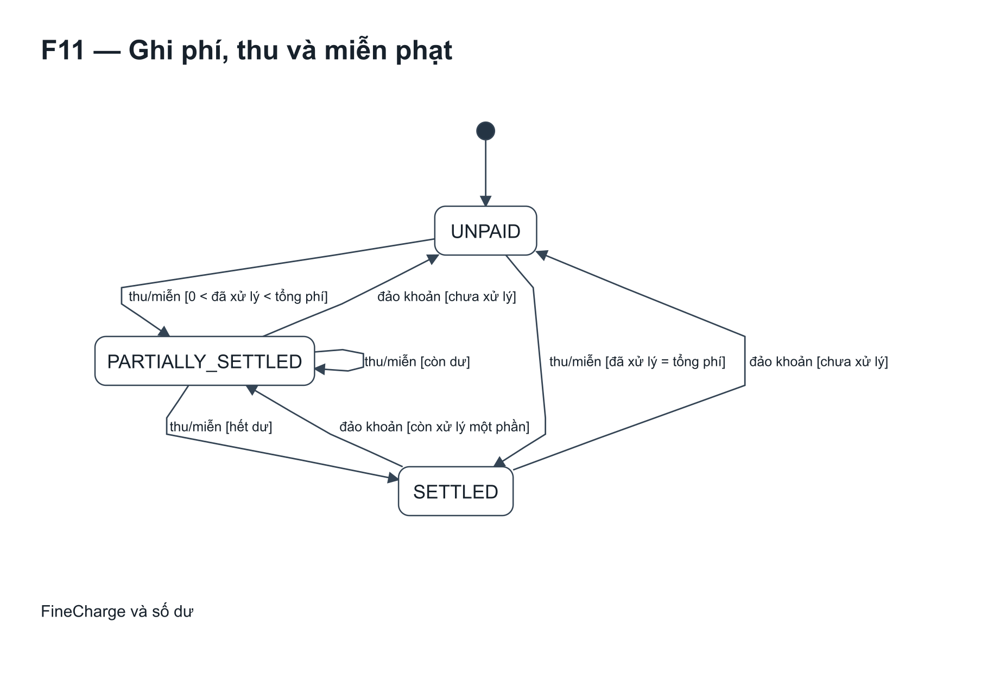 F11 — Ghi phí, thu và miễn phạt
UNPAID
thu/miễn [0 < đã xử lý < tổng phí]
đảo khoản [chưa xử lý]
PARTIALLY_SETTLED
thu/miễn [còn dư]
thu/miễn [đã xử lý = tổng phí]
đảo khoản [chưa xử lý]
thu/miễn [hết dư]
đảo khoản [còn xử lý một phần]
SETTLED
FineCharge và số dư